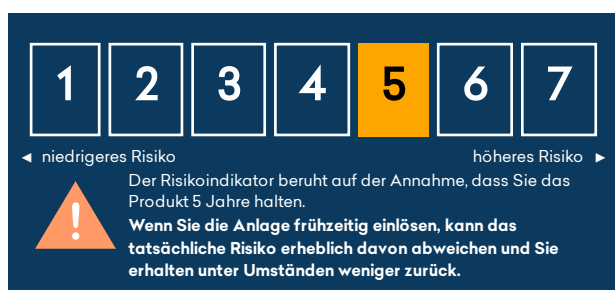 1 2 3 4 5 6 7
◄ niedrigeres Risiko höheres Risiko ►
Der Risikoindikator beruht auf der Annahme, dass Sie das
Produkt 5 Jahre halten.
Wenn Sie die Anlage frühzeitig einlösen, kann das
tatsächliche Risiko erheblich davon abweichen und Sie
erhalten unter Umständen weniger zurück.